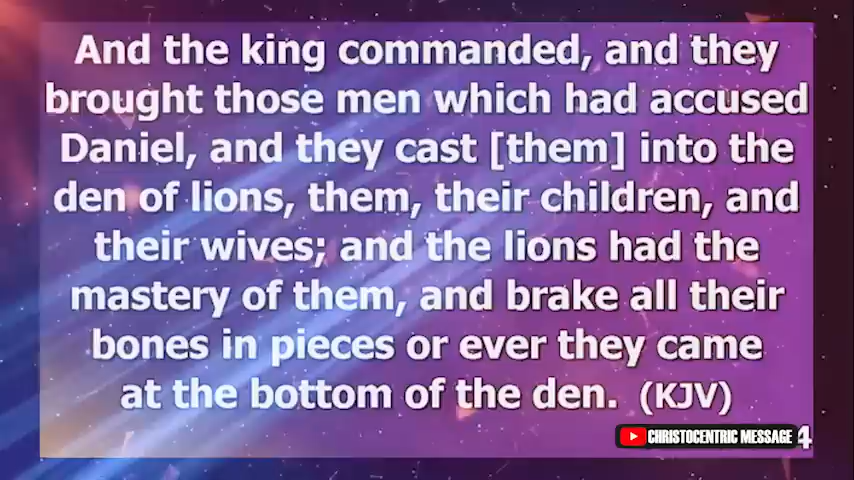 And the king commanded, and they
brought those men which had accused
Daniel, and they cast [them] into the
den of lions, them, their children, and
their wives; and the lions had the
mastery of them, and brake all their
bones in pieces or ever they came
at the bottom of the den. (KJV)
CHRISTOCENTRIC MESSAGE 4